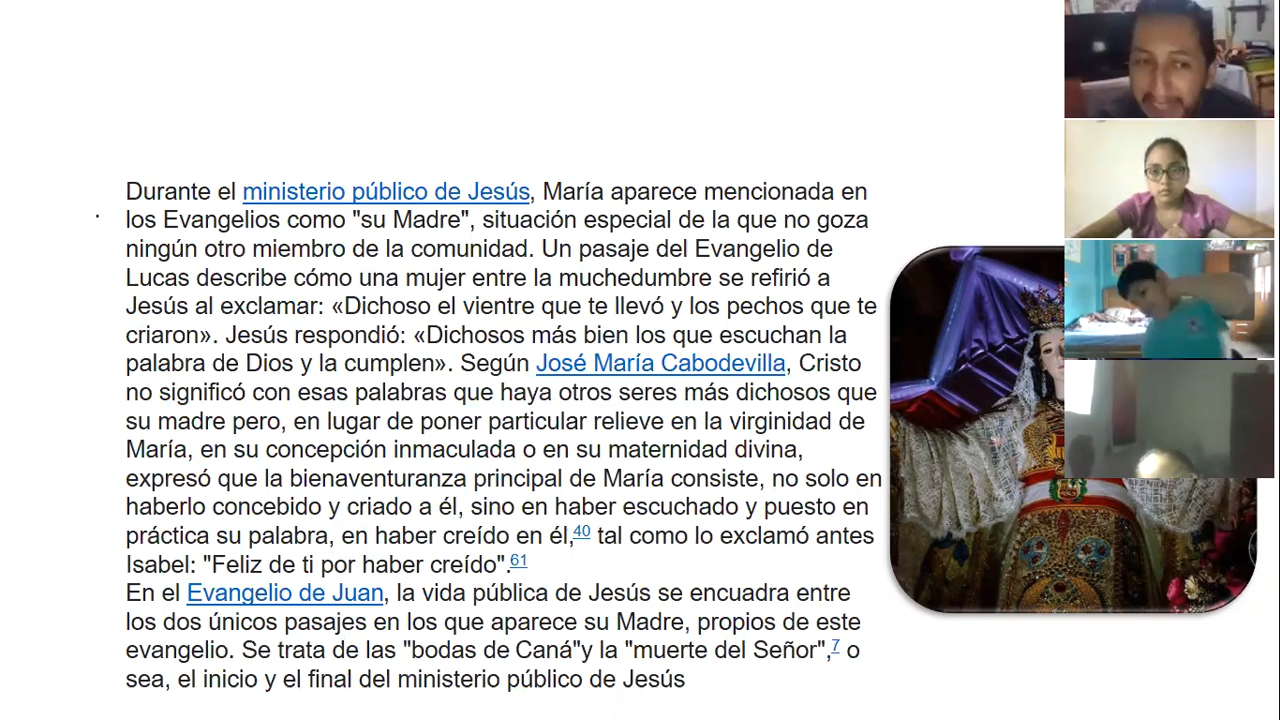 Durante el ministerio público de Jesús, María aparece mencionada en
los Evangelios como "su Madre", situación especial de la que no goza
ningún otro miembro de la comunidad. Un pasaje del Evangelio de
Lucas describe cómo una mujer entre la muchedumbre se refirió a
Jesús al exclamar: «Dichoso el vientre que te llevó y los pechos que te
criaron». Jesús respondió: «Dichosos más bien los que escuchan la
palabra de Dios y la cumplen». Según José María Cabodevilla, Cristo
no significó con esas palabras que haya otros seres más dichosos que
su madre pero, en lugar de poner particular relieve en la virginidad de
María, en su concepción inmaculada o en su maternidad divina,
expresó que la bienaventuranza principal de María consiste, no solo en
haberlo concebido y criado a él, sino en haber escuchado y puesto en
práctica su palabra, en haber creído en él,40 tal como lo exclamó antes
Isabel: "Feliz de ti por haber creído".61
En el Evangelio de Juan, la vida pública de Jesús se encuadra entre
los dos únicos pasajes en los que aparece su Madre, propios de este
evangelio. Se trata de las "bodas de Caná"y la "muerte del Señor",7 o
sea, el inicio y el final del ministerio público de Jesús